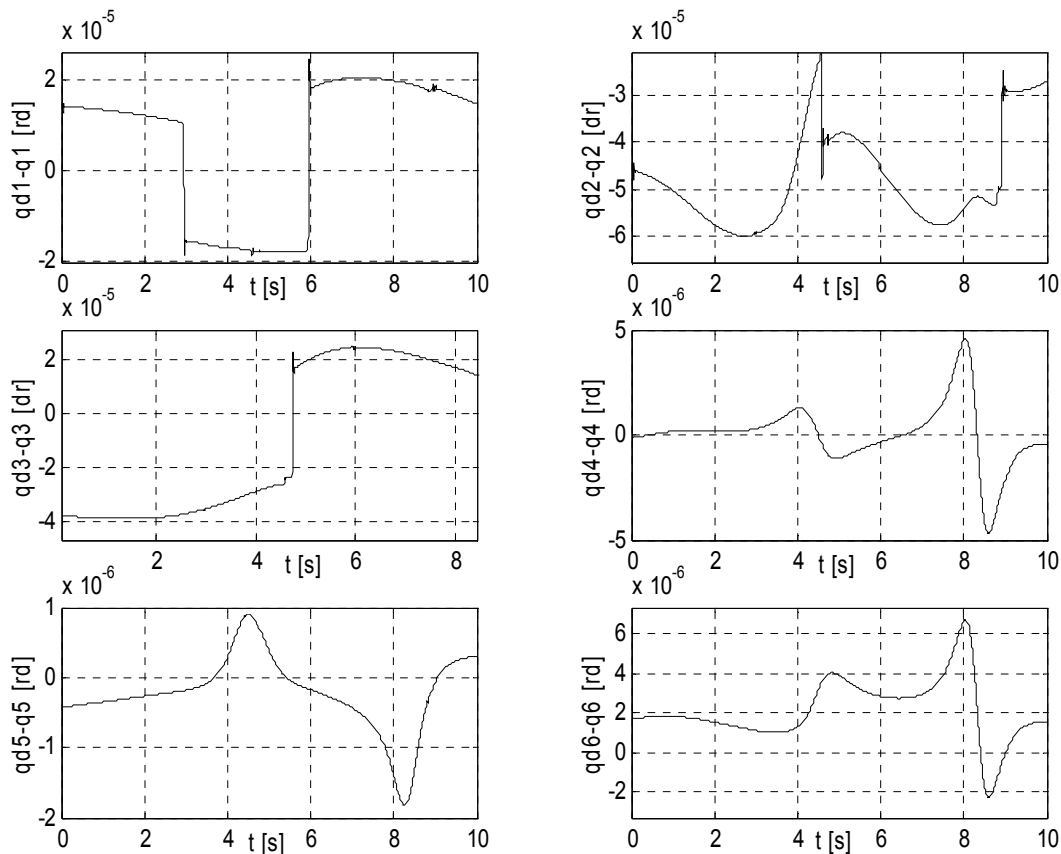 x 10^-5
qd1-q1 [rd]
2
0
-2
0 2 4 6 8 10
t [s]
x 10^-5
qd2-q2 [dr]
-3
-4
-5
-6
0 2 4 6 8 10
t [s]
x 10^-5
qd3-q3 [dr]
2
0
-2
-4
2 4 6 8
t [s]
x 10^-6
qd4-q4 [rd]
5
0
-5
0 2 4 6 8 10
t [s]
x 10^-6
qd5-q5 [rd]
1
0
-1
-2
0 2 4 6 8 10
t [s]
x 10^-6
qd6-q6 [rd]
6
4
2
0
-2
0 2 4 6 8 10
t [s]